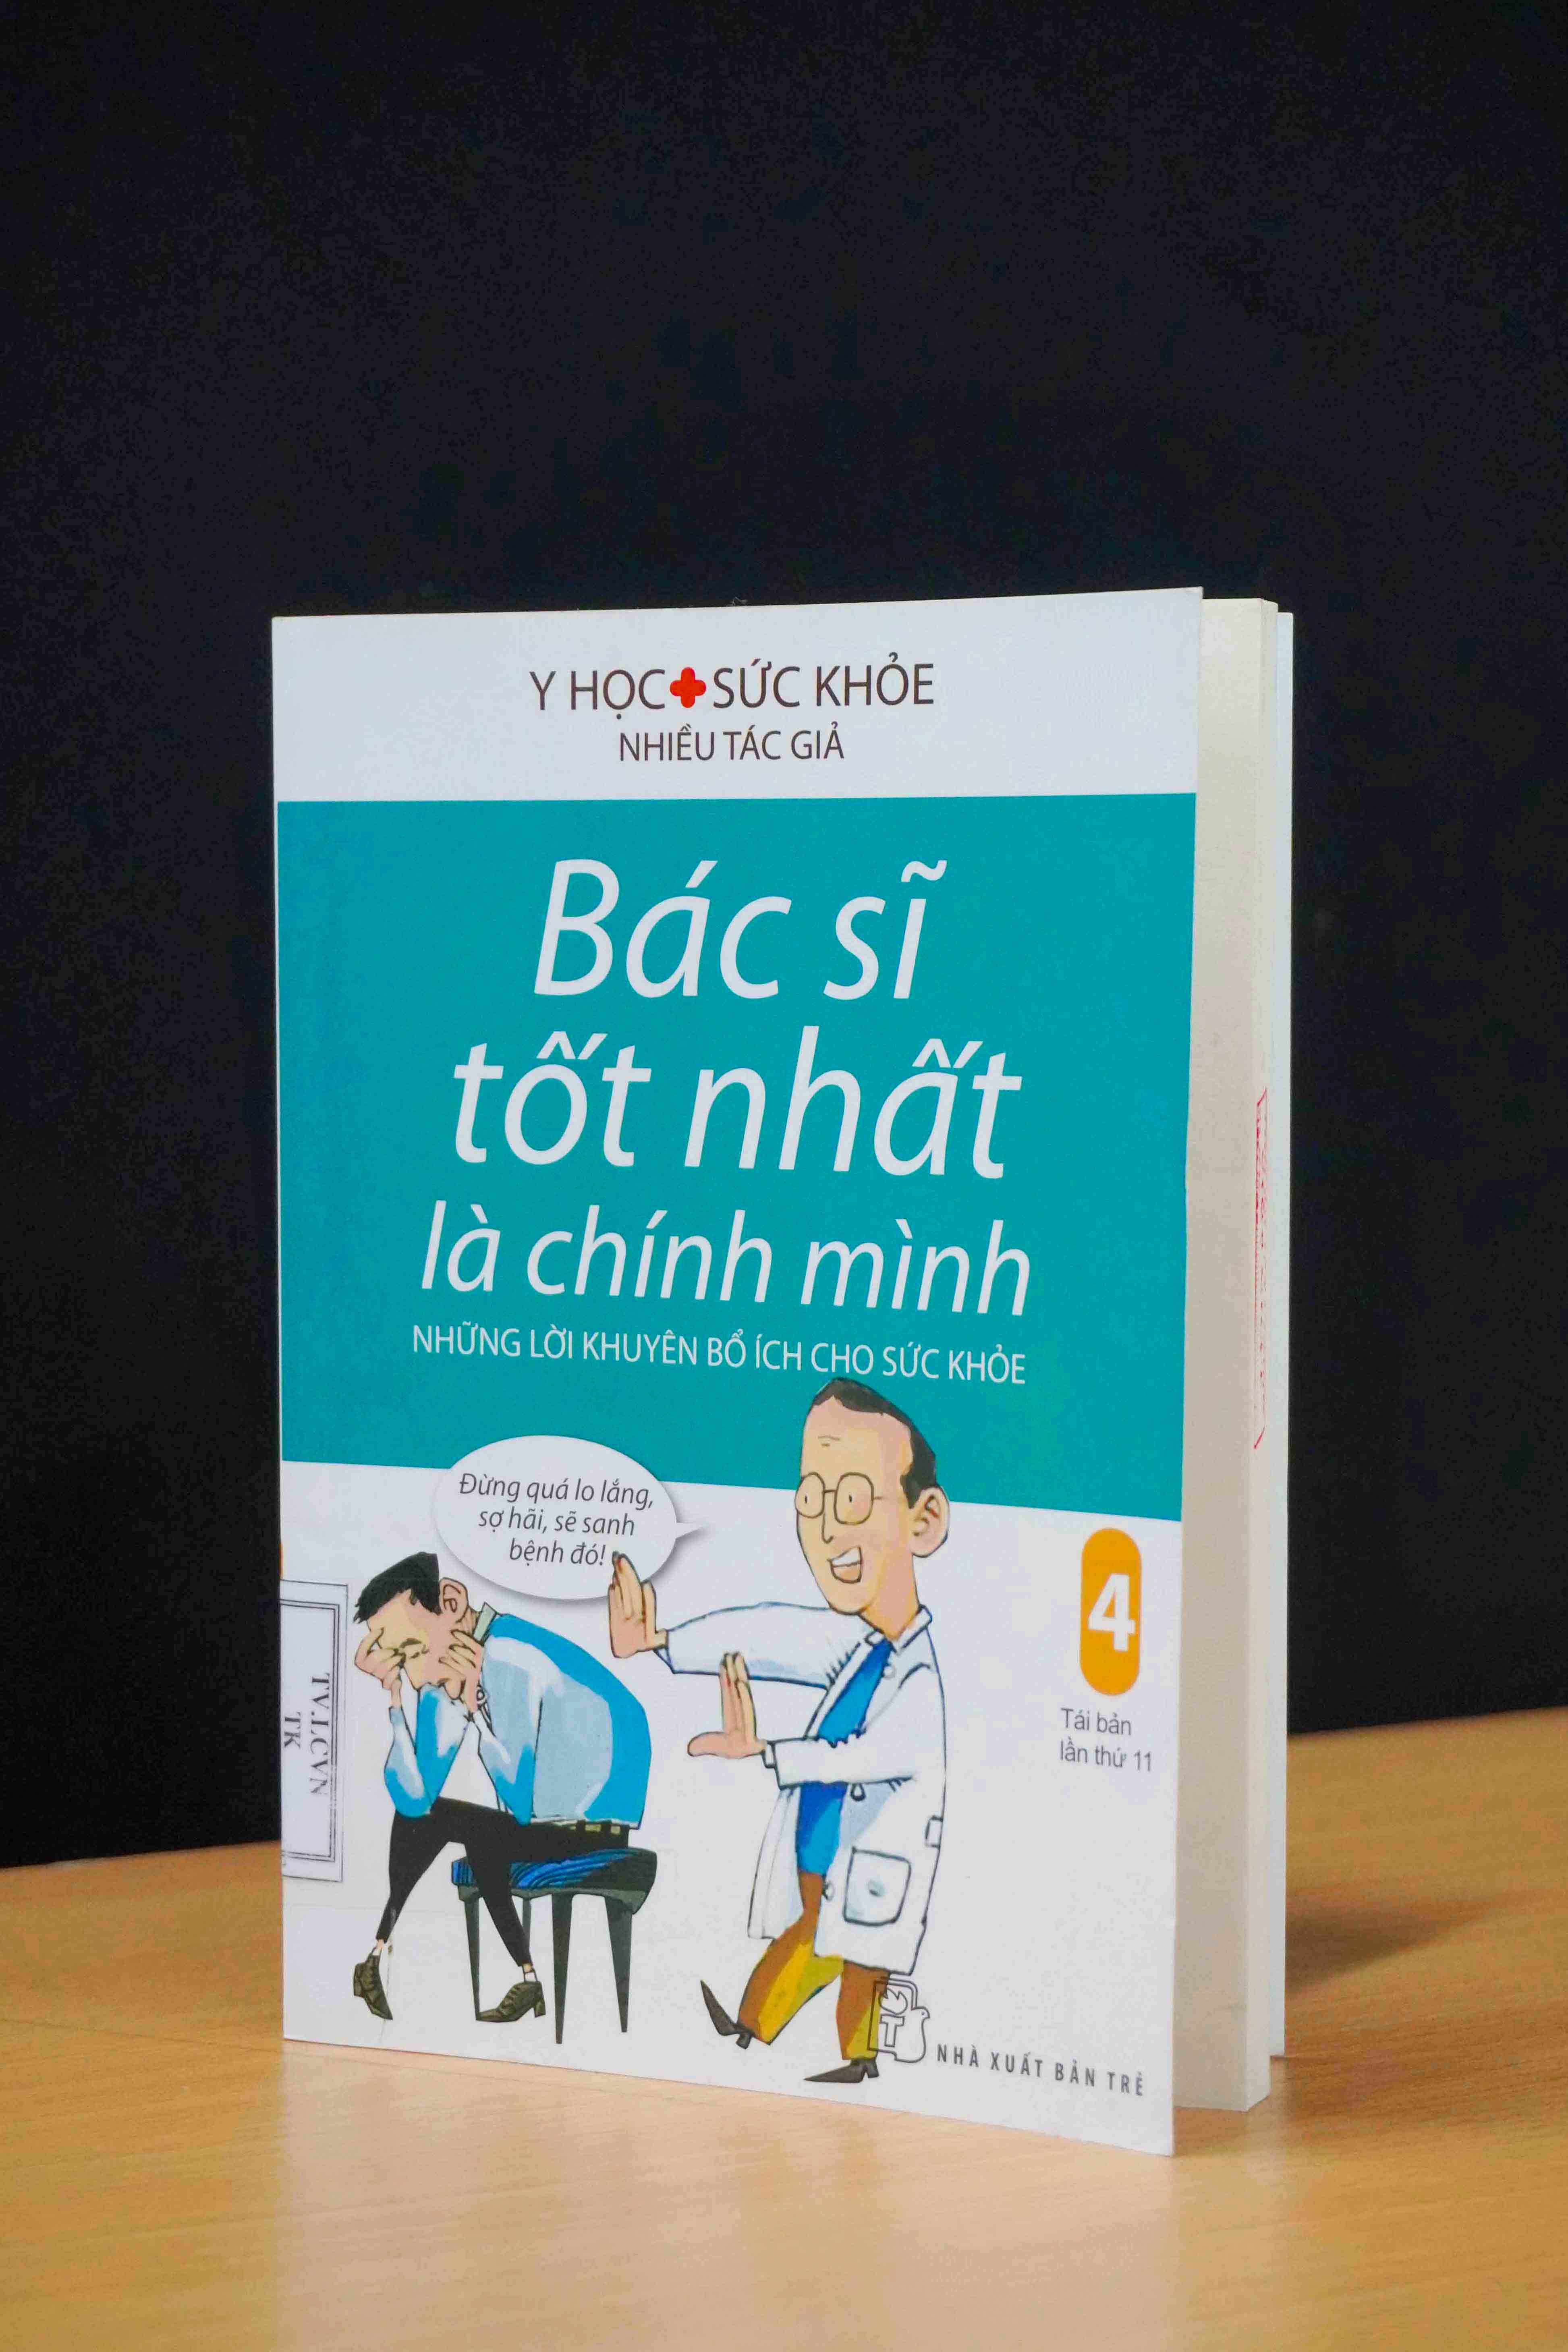 Y HỌC SỨC KHỎE
NHIỀU TÁC GIẢ
Bác sĩ
tốt nhất
là chính mình
NHỮNG LỜI KHUYÊN BỔ ÍCH CHO SỨC KHỎE
Đừng quá lo lắng,
sợ hãi, sẽ sanh
bệnh đó!
4
Tái bản
lần thứ 11
TV.LCVN
TK
NHÀ XUẤT BẢN TRẺ